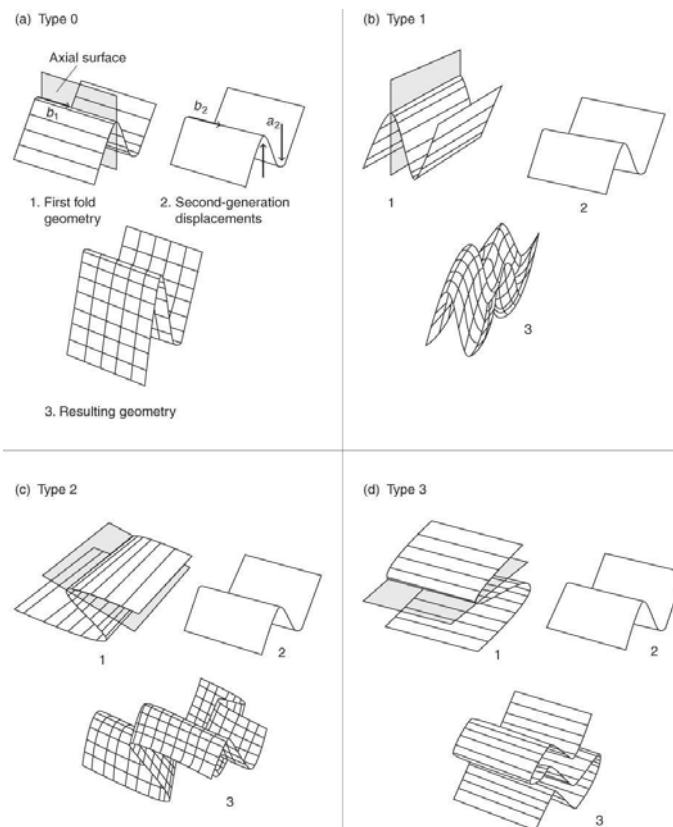 (a) Type 0
Axial surface
b1
b2
a2
1. First fold
geometry
2. Second-generation
displacements
3. Resulting geometry
(b) Type 1
1
2
3
(c) Type 2
1
2
3
(d) Type 3
1
2
3